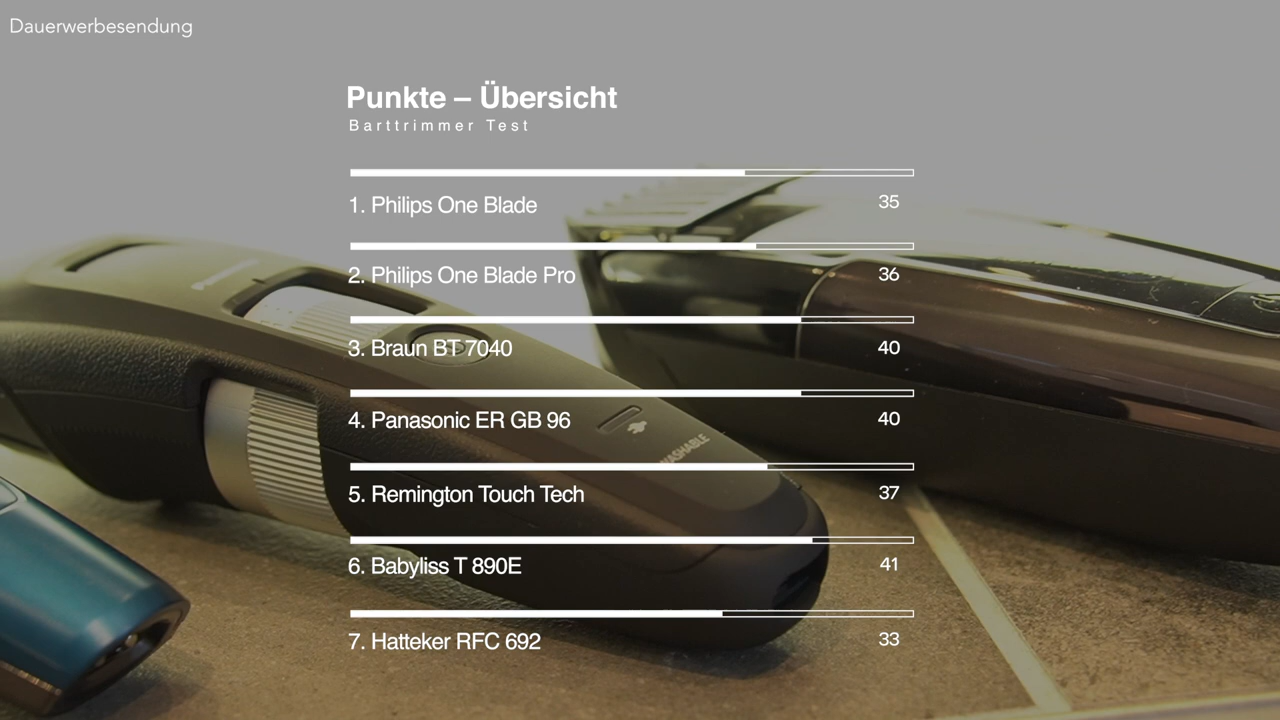 Dauerwerbesendung
Punkte – Übersicht
Barttrimmer Test
1. Philips One Blade 35
2. Philips One Blade Pro 36
3. Braun BT 7040 40
4. Panasonic ER GB 96 40
WASHABLE
5. Remington Touch Tech 37
6. Babyliss T 890E 41
7. Hatteker RFC 692 33